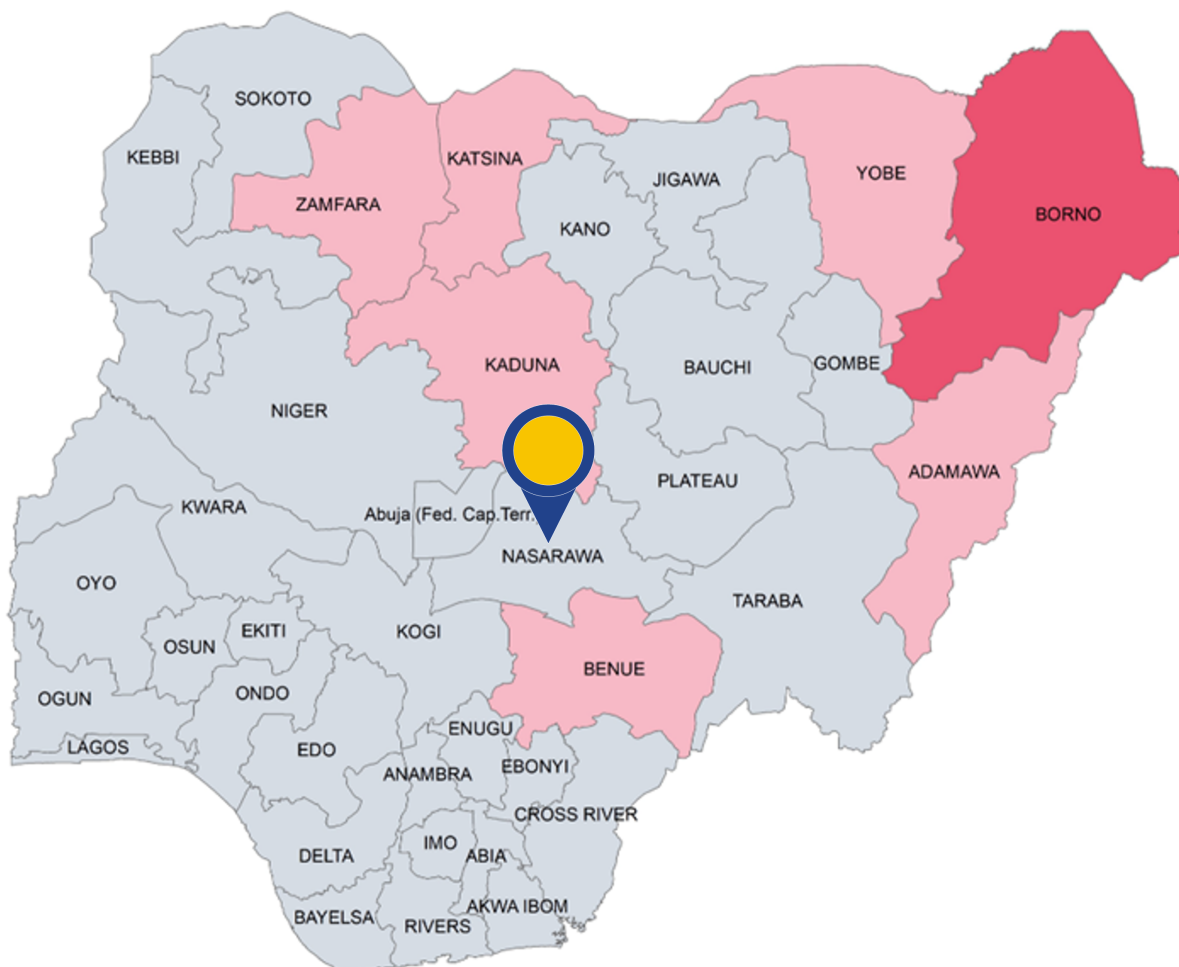 SOKOTO
KEBBI
KATSINA
ZAMFARA
JIGAWA
YOBE
BORNO
KANO
KADUNA
BAUCHI
GOMBE
NIGER
ADAMAWA
PLATEAU
KWARA
Abuja (Fed. Cap.Terr.)
NASARAWA
OYO
TARABA
OSUN
EKITI
KOGI
BENUE
OGUN
ONDO
ENUGU
LAGOS
EDO
EBONYI
ANAMBRA
CROSS RIVER
IMO
DELTA
ABIA
BAYELSA
RIVERS
AKWA IBOM